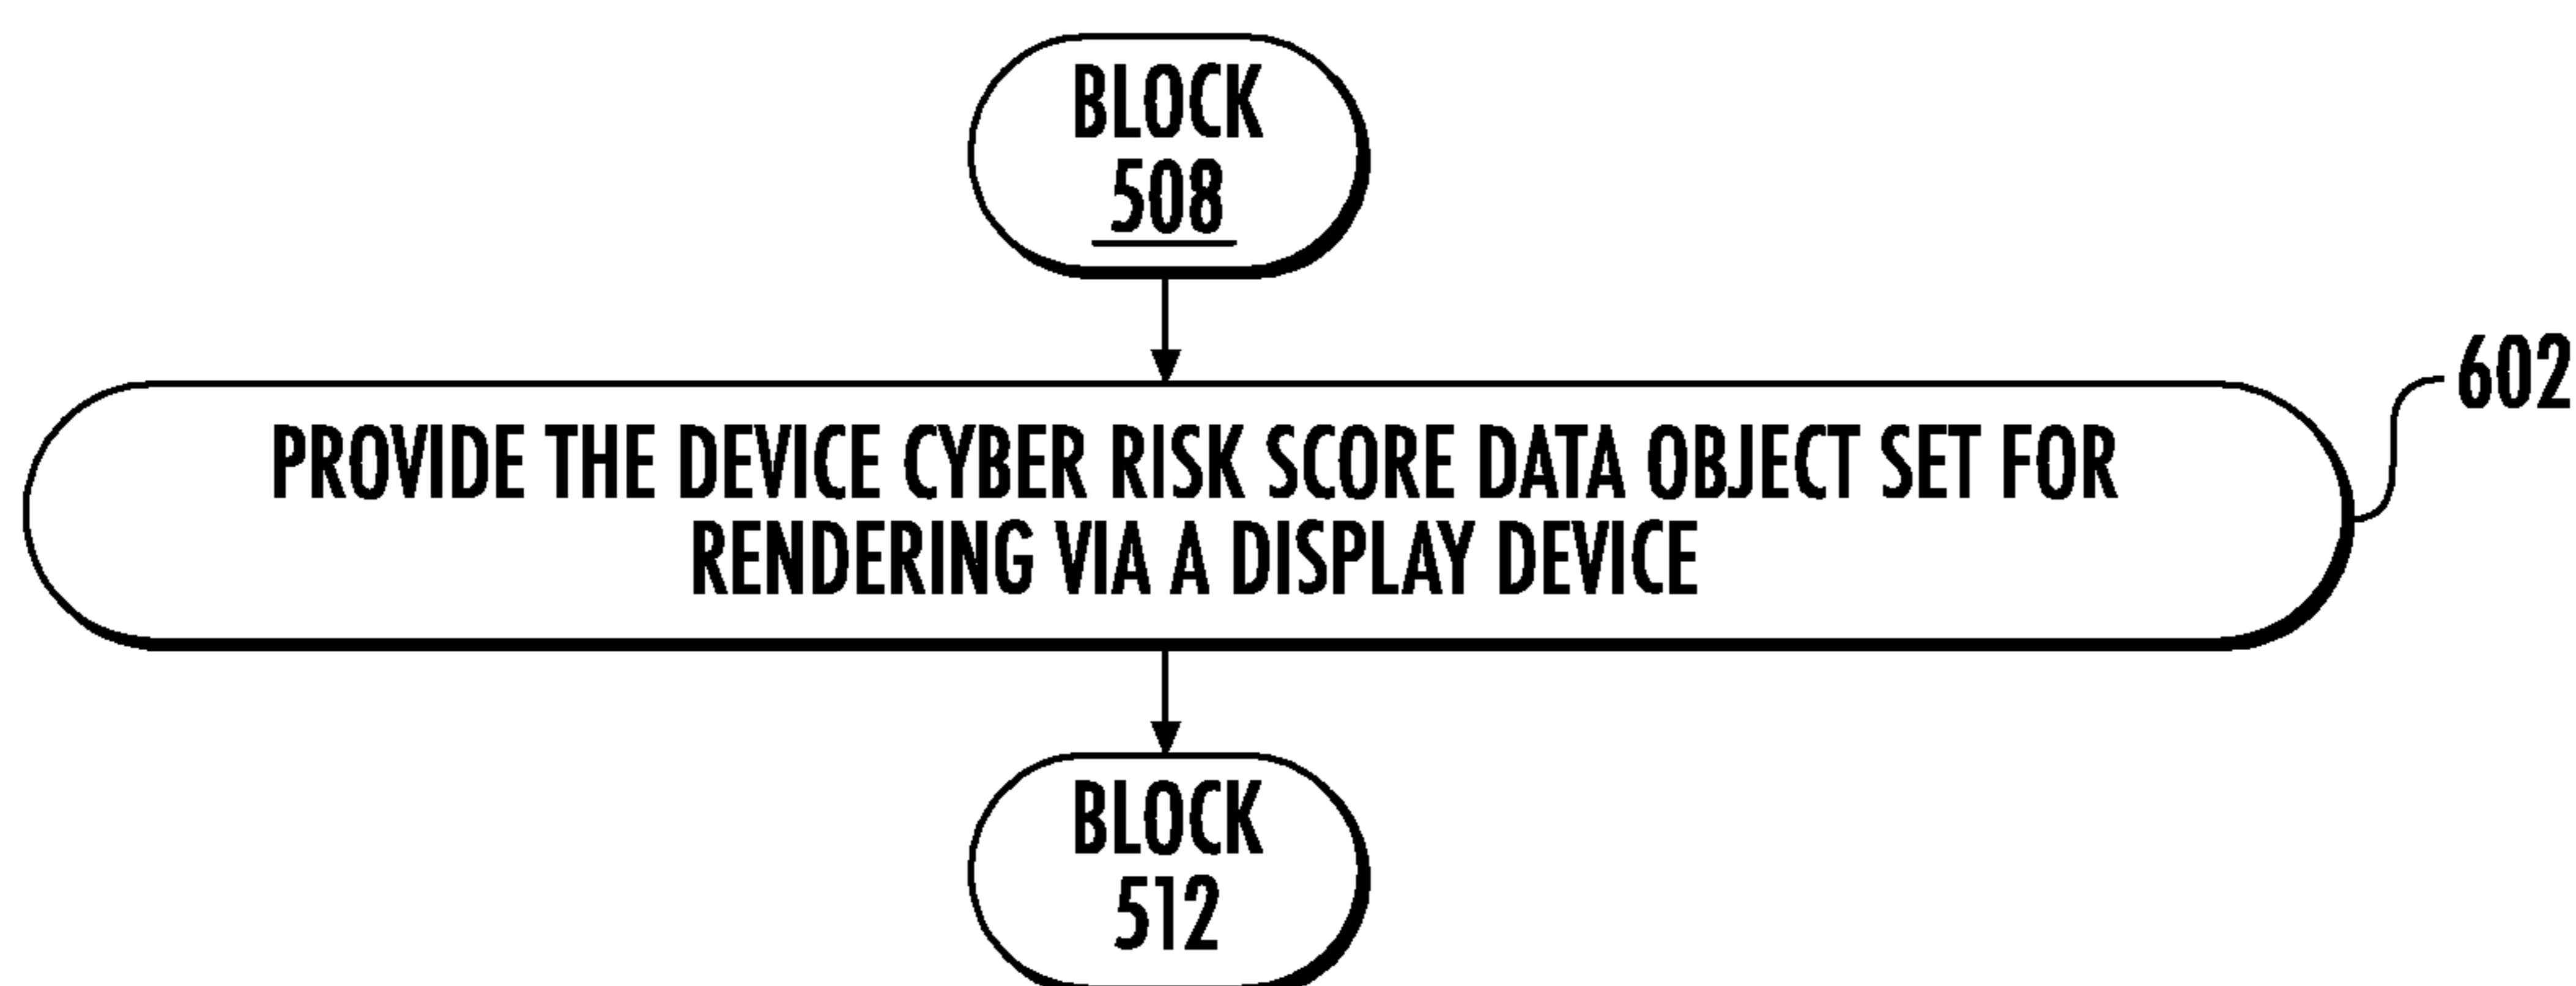 BLOCK
508
602
PROVIDE THE DEVICE CYBER RISK SCORE DATA OBJECT SET FOR
RENDERING VIA A DISPLAY DEVICE
BLOCK
512